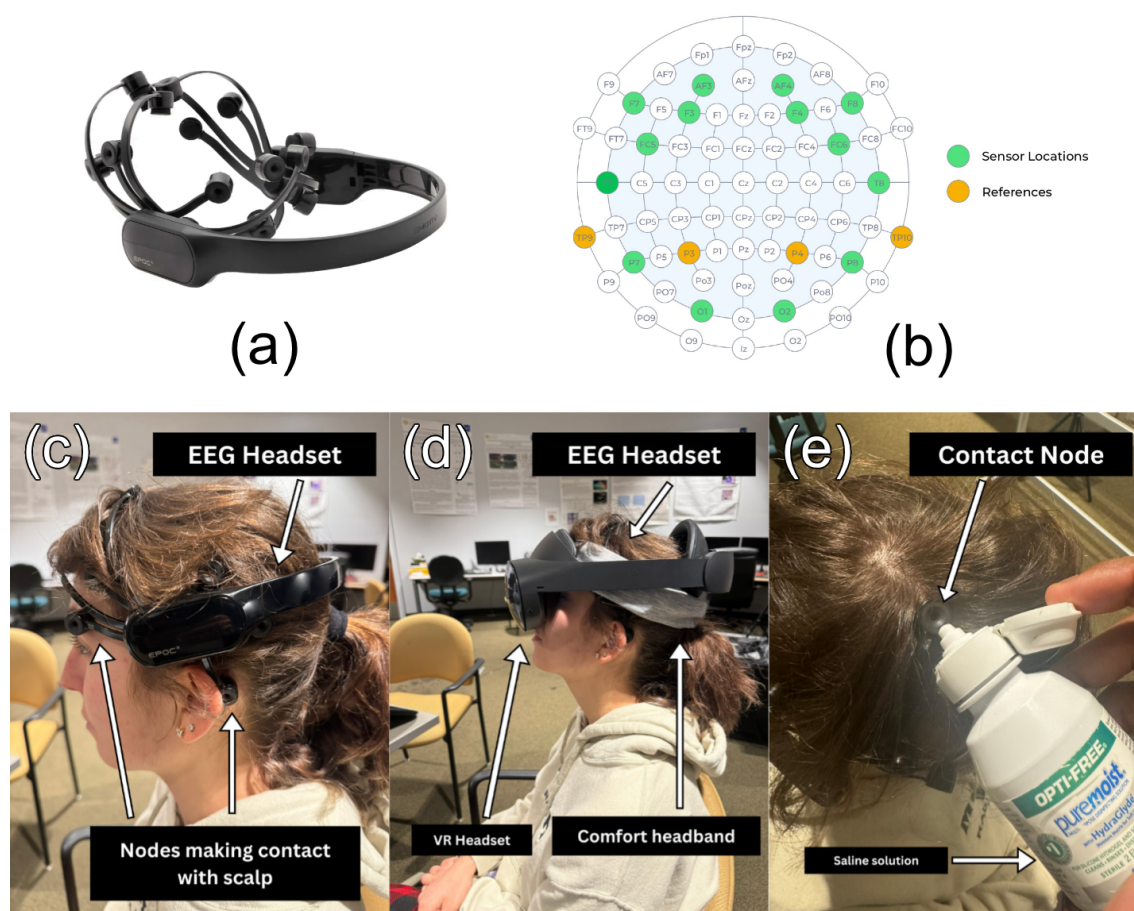 EPOC
(a)
Fpz
Fp1
Fp2
AF7
AF3
AFz
AF4
AF8
F9
F10
F7
F5
F3
F1
Fz
F2
F4
F6
F8
FT9
FT7
FC5
FC3
FC1
FCz
FC2
FC4
FC6
FC8
FC10
C5
C3
C1
Cz
C2
C4
C6
T8
TP9
TP7
CP5
CP3
CP1
CPz
CP2
CP4
CP6
TP8
TP10
P9
P7
P5
P3
P1
Pz
P2
P4
P6
P8
P10
PO7
Po3
Poz
PO4
Po8
PO9
O1
Oz
O2
PO10
O9
Iz
O2
Sensor Locations
References
(b)
(c)
EEG Headset
EPOC
Nodes making contact
with scalp
(d)
EEG Headset
VR Headset
Comfort headband
(e)
Contact Node
OPTI-FREE
puremoist
WITH HydraGlyde
STERILE
Saline solution